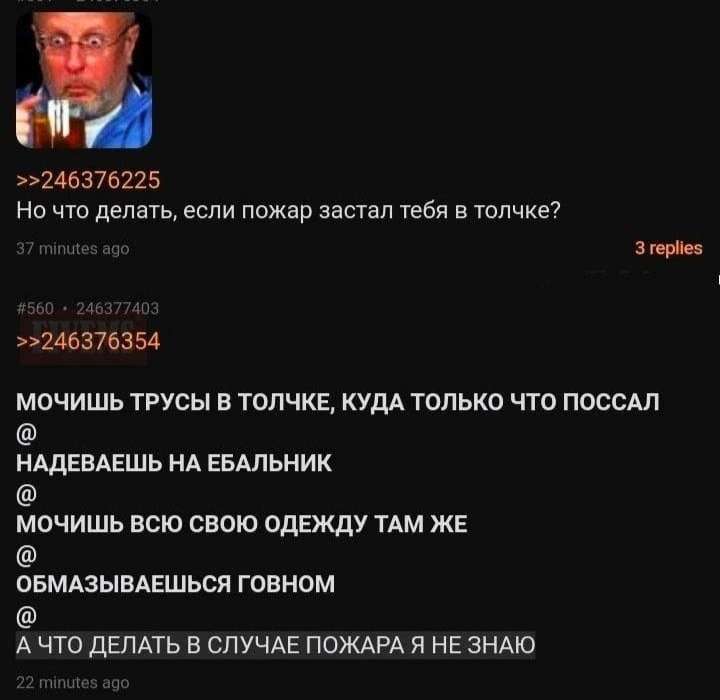 >>246376225
Но что делать, если пожар застал тебя в толчке?
37 minutes ago
3 replies
#560 • 246377403
>>246376354
МОЧИШЬ ТРУСЫ В ТОЛЧКЕ, КУДА ТОЛЬКО ЧТО ПОССАЛ
@
НАДЕВАЕШЬ НА ЕБАЛЬНИК
@
МОЧИШЬ ВСЮ СВОЮ ОДЕЖДУ ТАМ ЖЕ
@
ОБМАЗЫВАЕШЬСЯ ГОВНОМ
@
А ЧТО ДЕЛАТЬ В СЛУЧАЕ ПОЖАРА Я НЕ ЗНАЮ
22 minutes ago